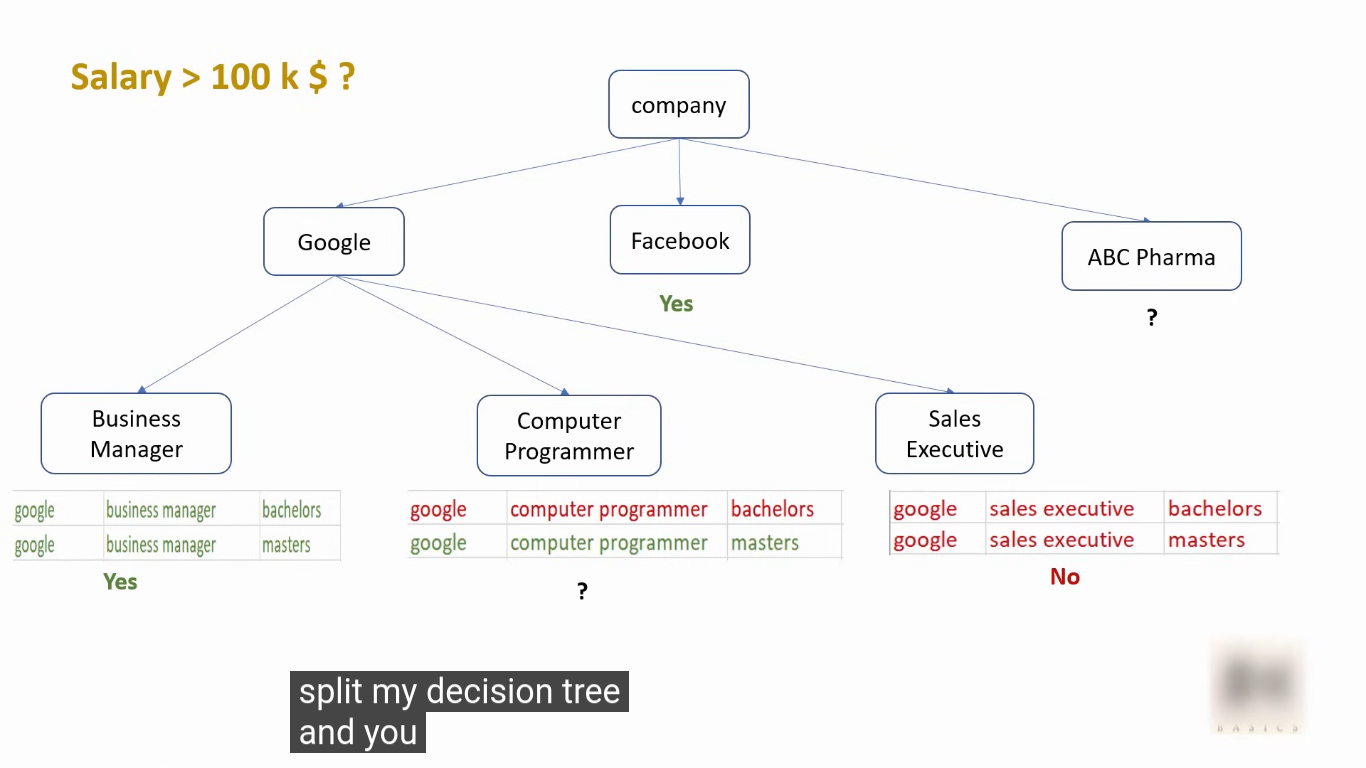 Salary > 100 k $ ?
company
Google
Facebook
ABC Pharma
Yes
?
Business
Manager
Computer
Programmer
Sales
Executive
google business manager bachelors
google business manager masters
Yes
google computer programmer bachelors
google computer programmer masters
?
google sales executive bachelors
google sales executive masters
No
split my decision tree
and you
BASICS